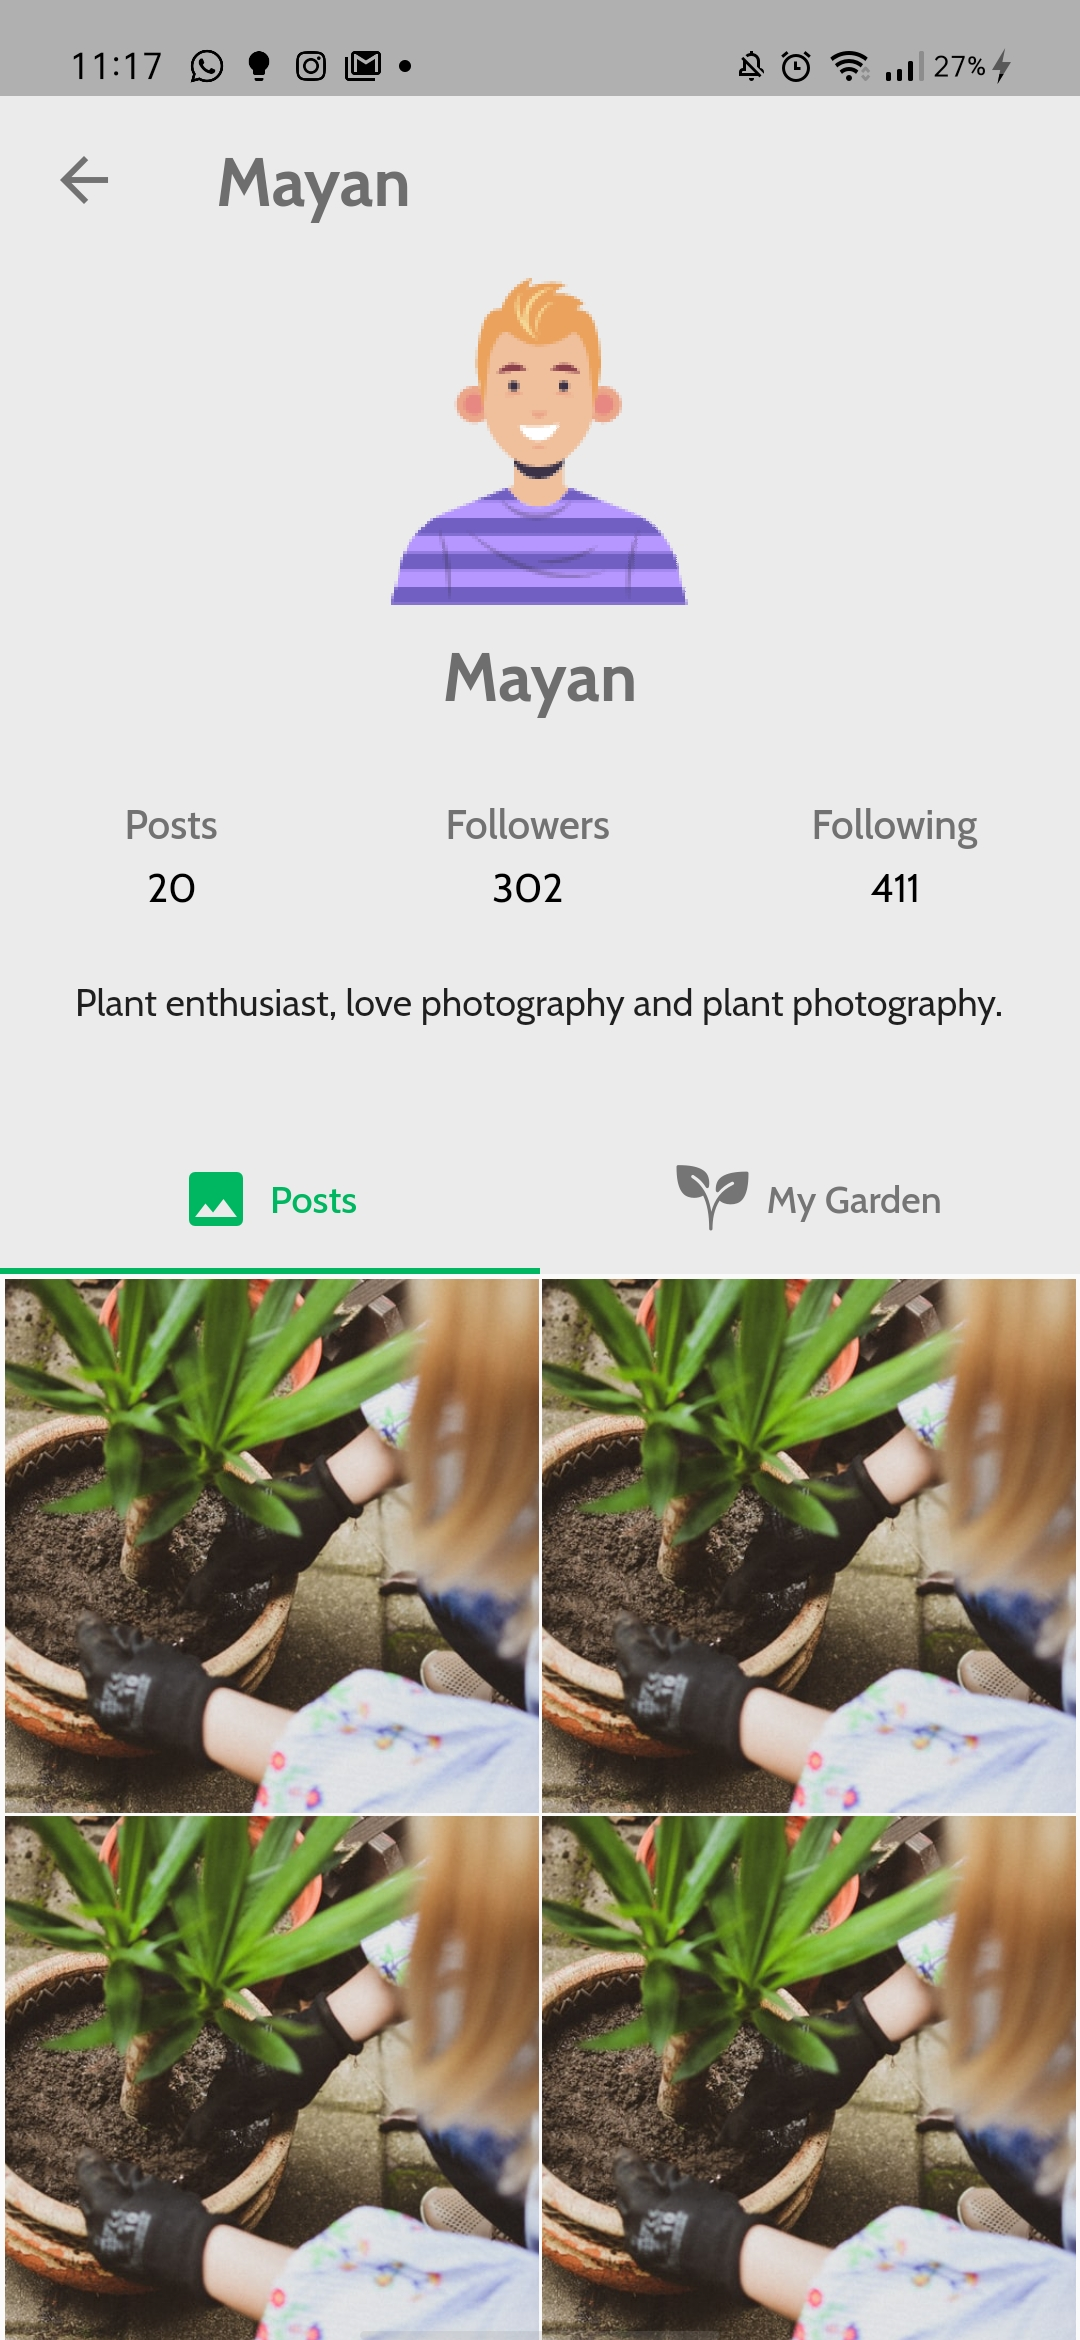 11:17 27%
Mayan
Mayan
Posts Followers Following
20 302 411
Plant enthusiast, love photography and plant photography.
Posts My Garden